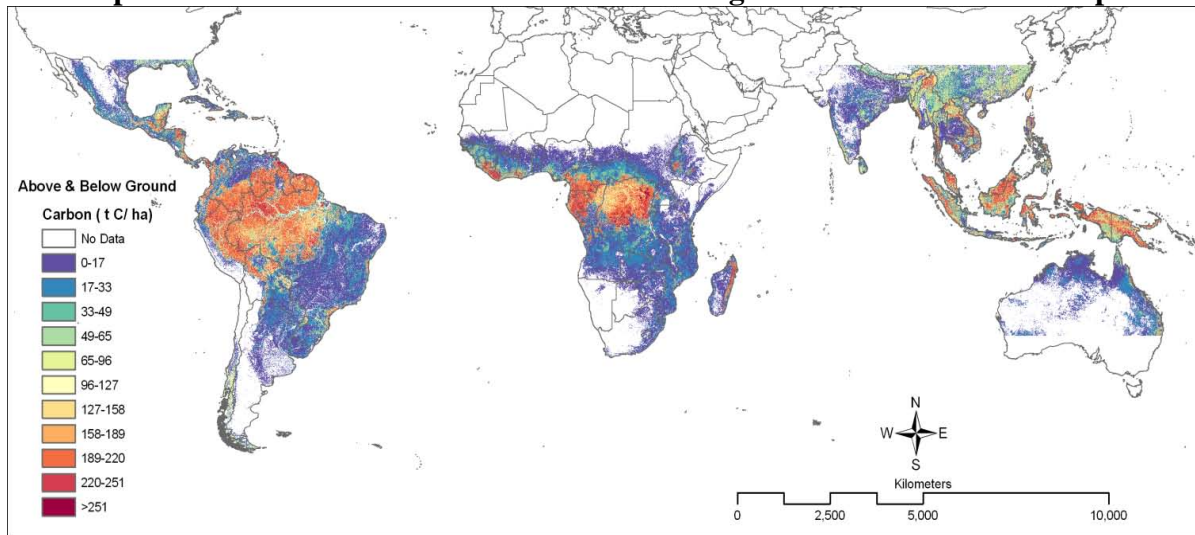 Above & Below Ground
Carbon ( t C/ ha)
No Data
0-17
17-33
33-49
49-65
65-96
96-127
127-158
158-189
189-220
220-251
>251
N
W E
S
Kilometers
0 2,500 5,000 10,000